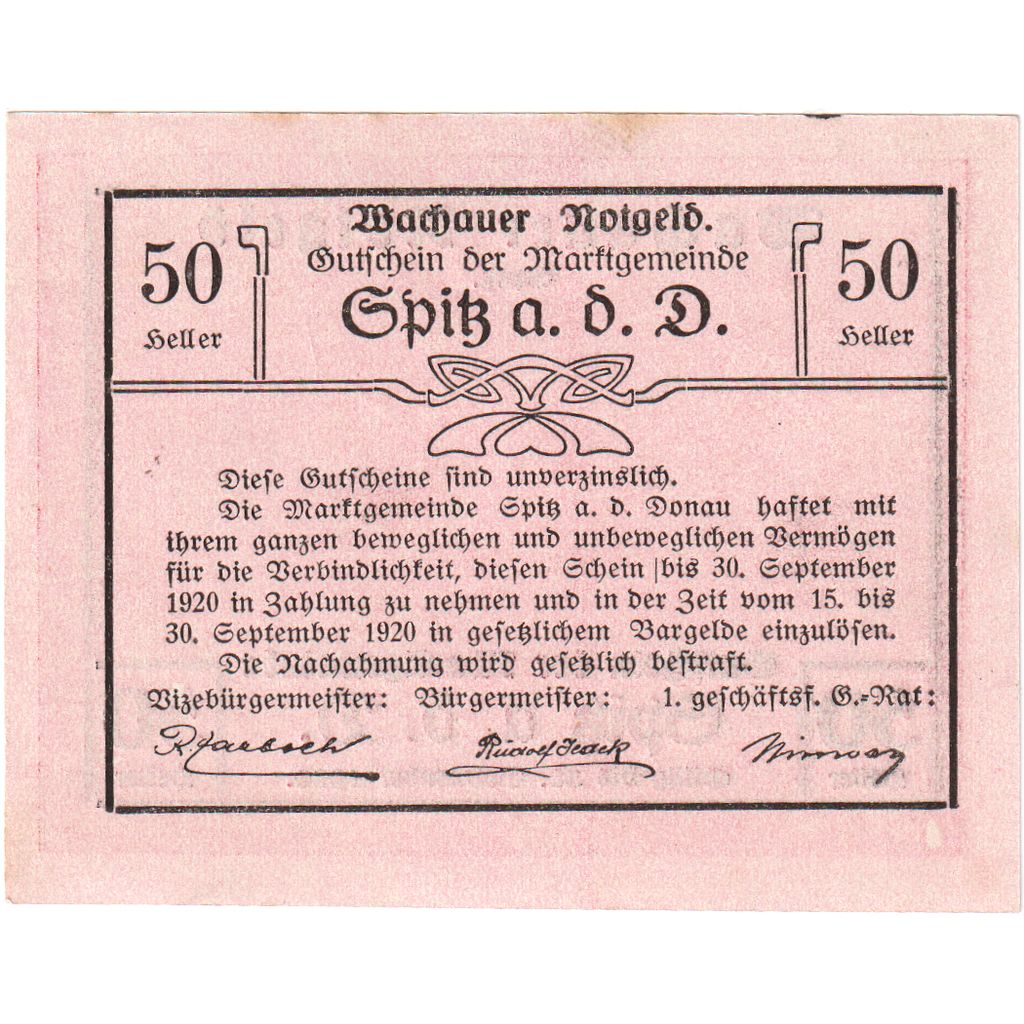 Wachauer Notgeld.
Gutschein der Marktgemeinde
Spitz a. d. D.
50
Heller
50
Heller
Diese Gutscheine sind unverzinslich.
Die Marktgemeinde Spitz a. d. Donau haftet mit
ihrem ganzen beweglichen und unbeweglichen Vermögen
für die Verbindlichkeit, diesen Schein bis 30. September
1920 in Zahlung zu nehmen und in der Zeit vom 15. bis
30. September 1920 in gesetzlichem Bargelde einzulösen.
Die Nachahmung wird gesetzlich bestraft.
Vizebürgermeister: Bürgermeister: 1. geschäftsf. G.-Rat:
Rudolf